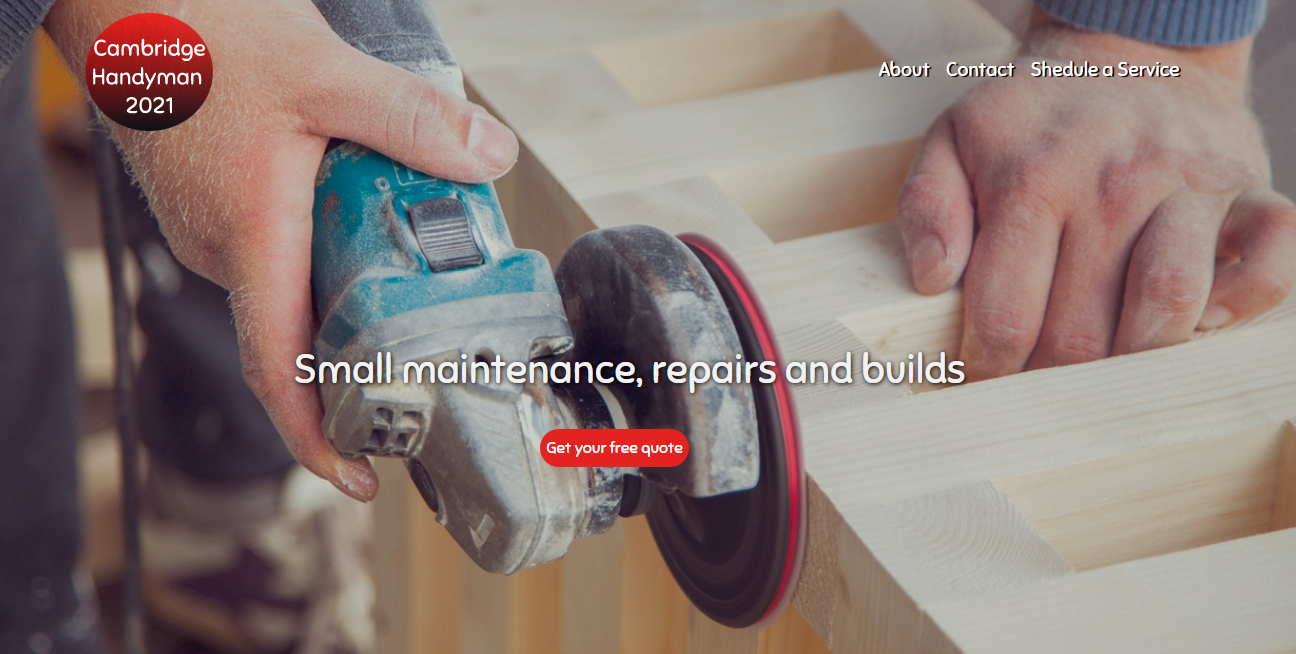 Cambridge
Handyman
2021
About Contact Shedule a Service
Small maintenance, repairs and builds
Get your free quote